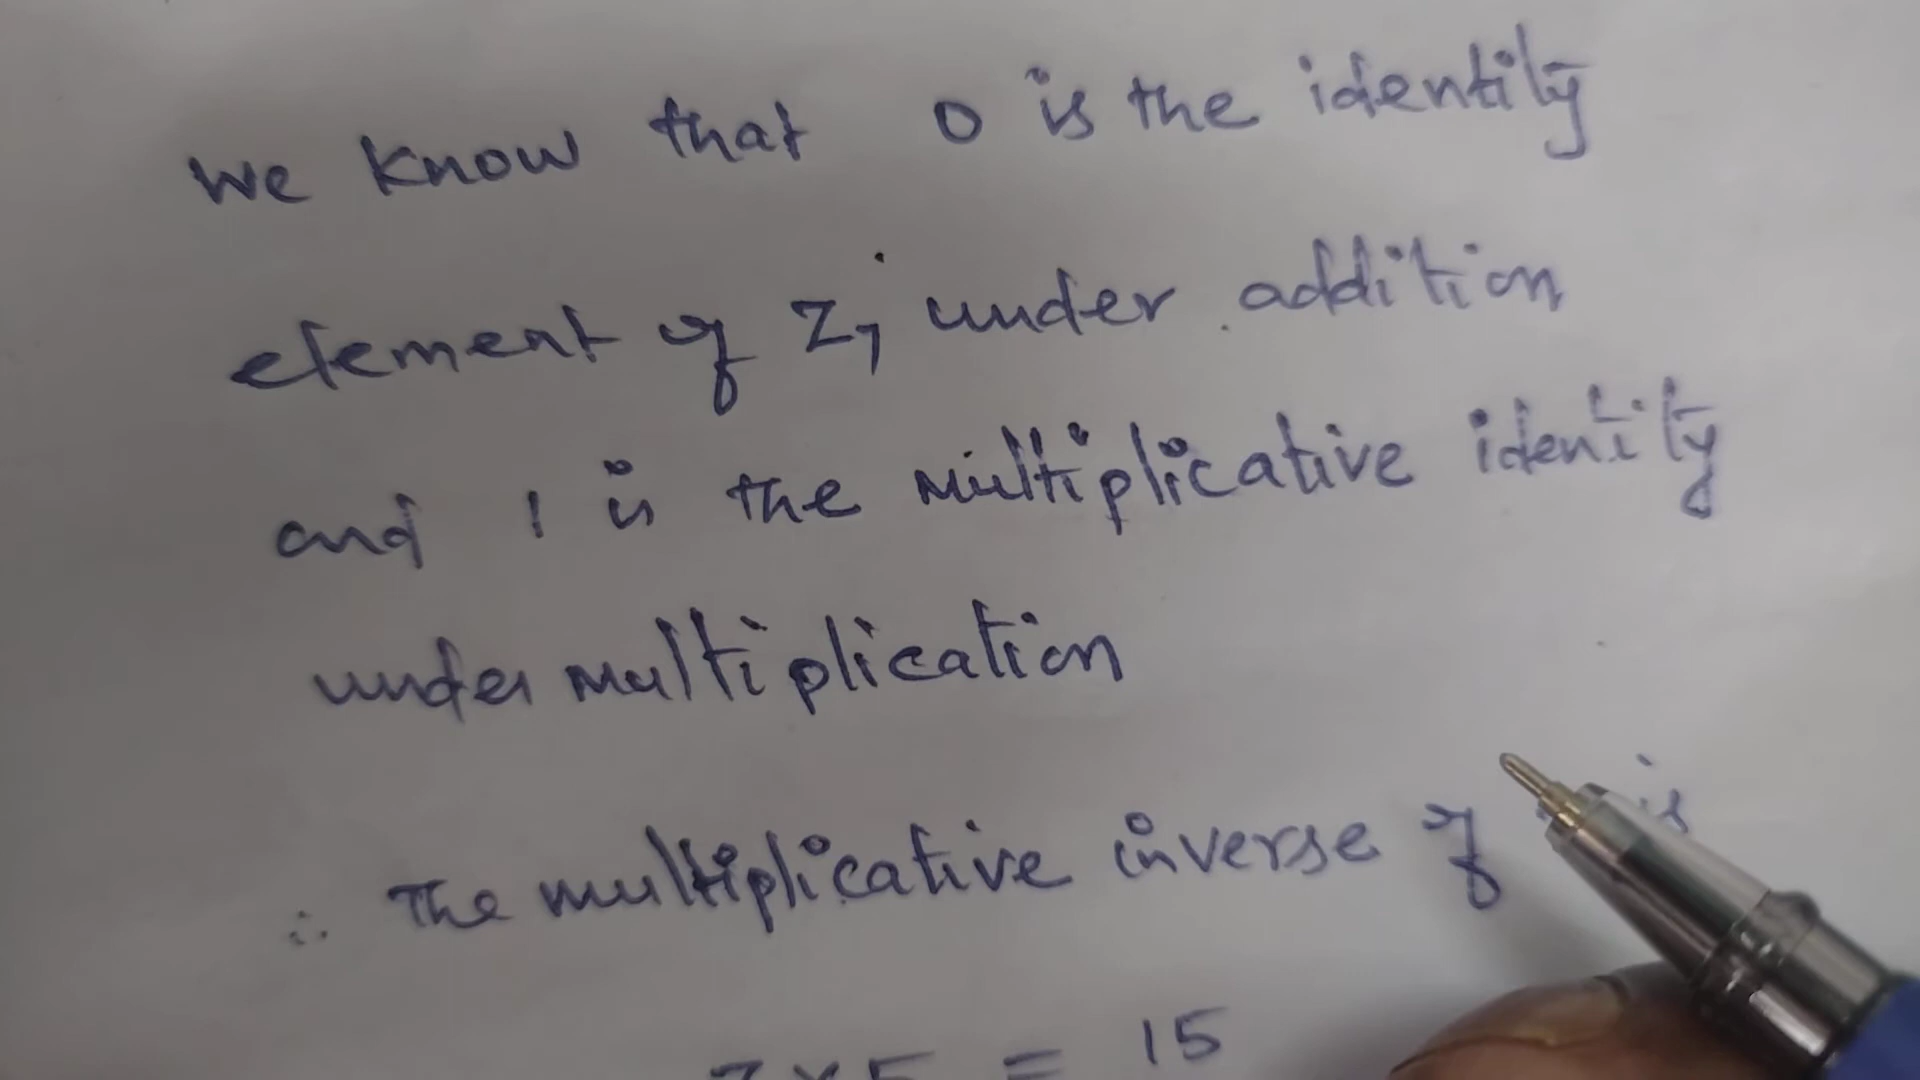 We know that 0 is the identity
element of Z7 under addition
and 1 is the multiplicative identity
under multiplication
∴ The multiplicative inverse of is
= 15